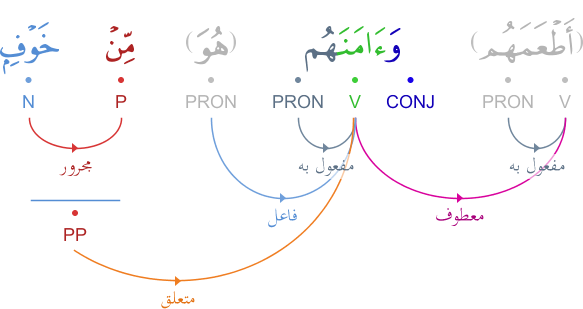 (أَطْعَمَهُم) وَءَامَنَهُم (هُوَ) مِّنْ خَوْفٍۭ
V PRON CONJ V PRON PRON P N
مفعول به مفعول به مجرور
معطوف فاعل
PP
متعلق